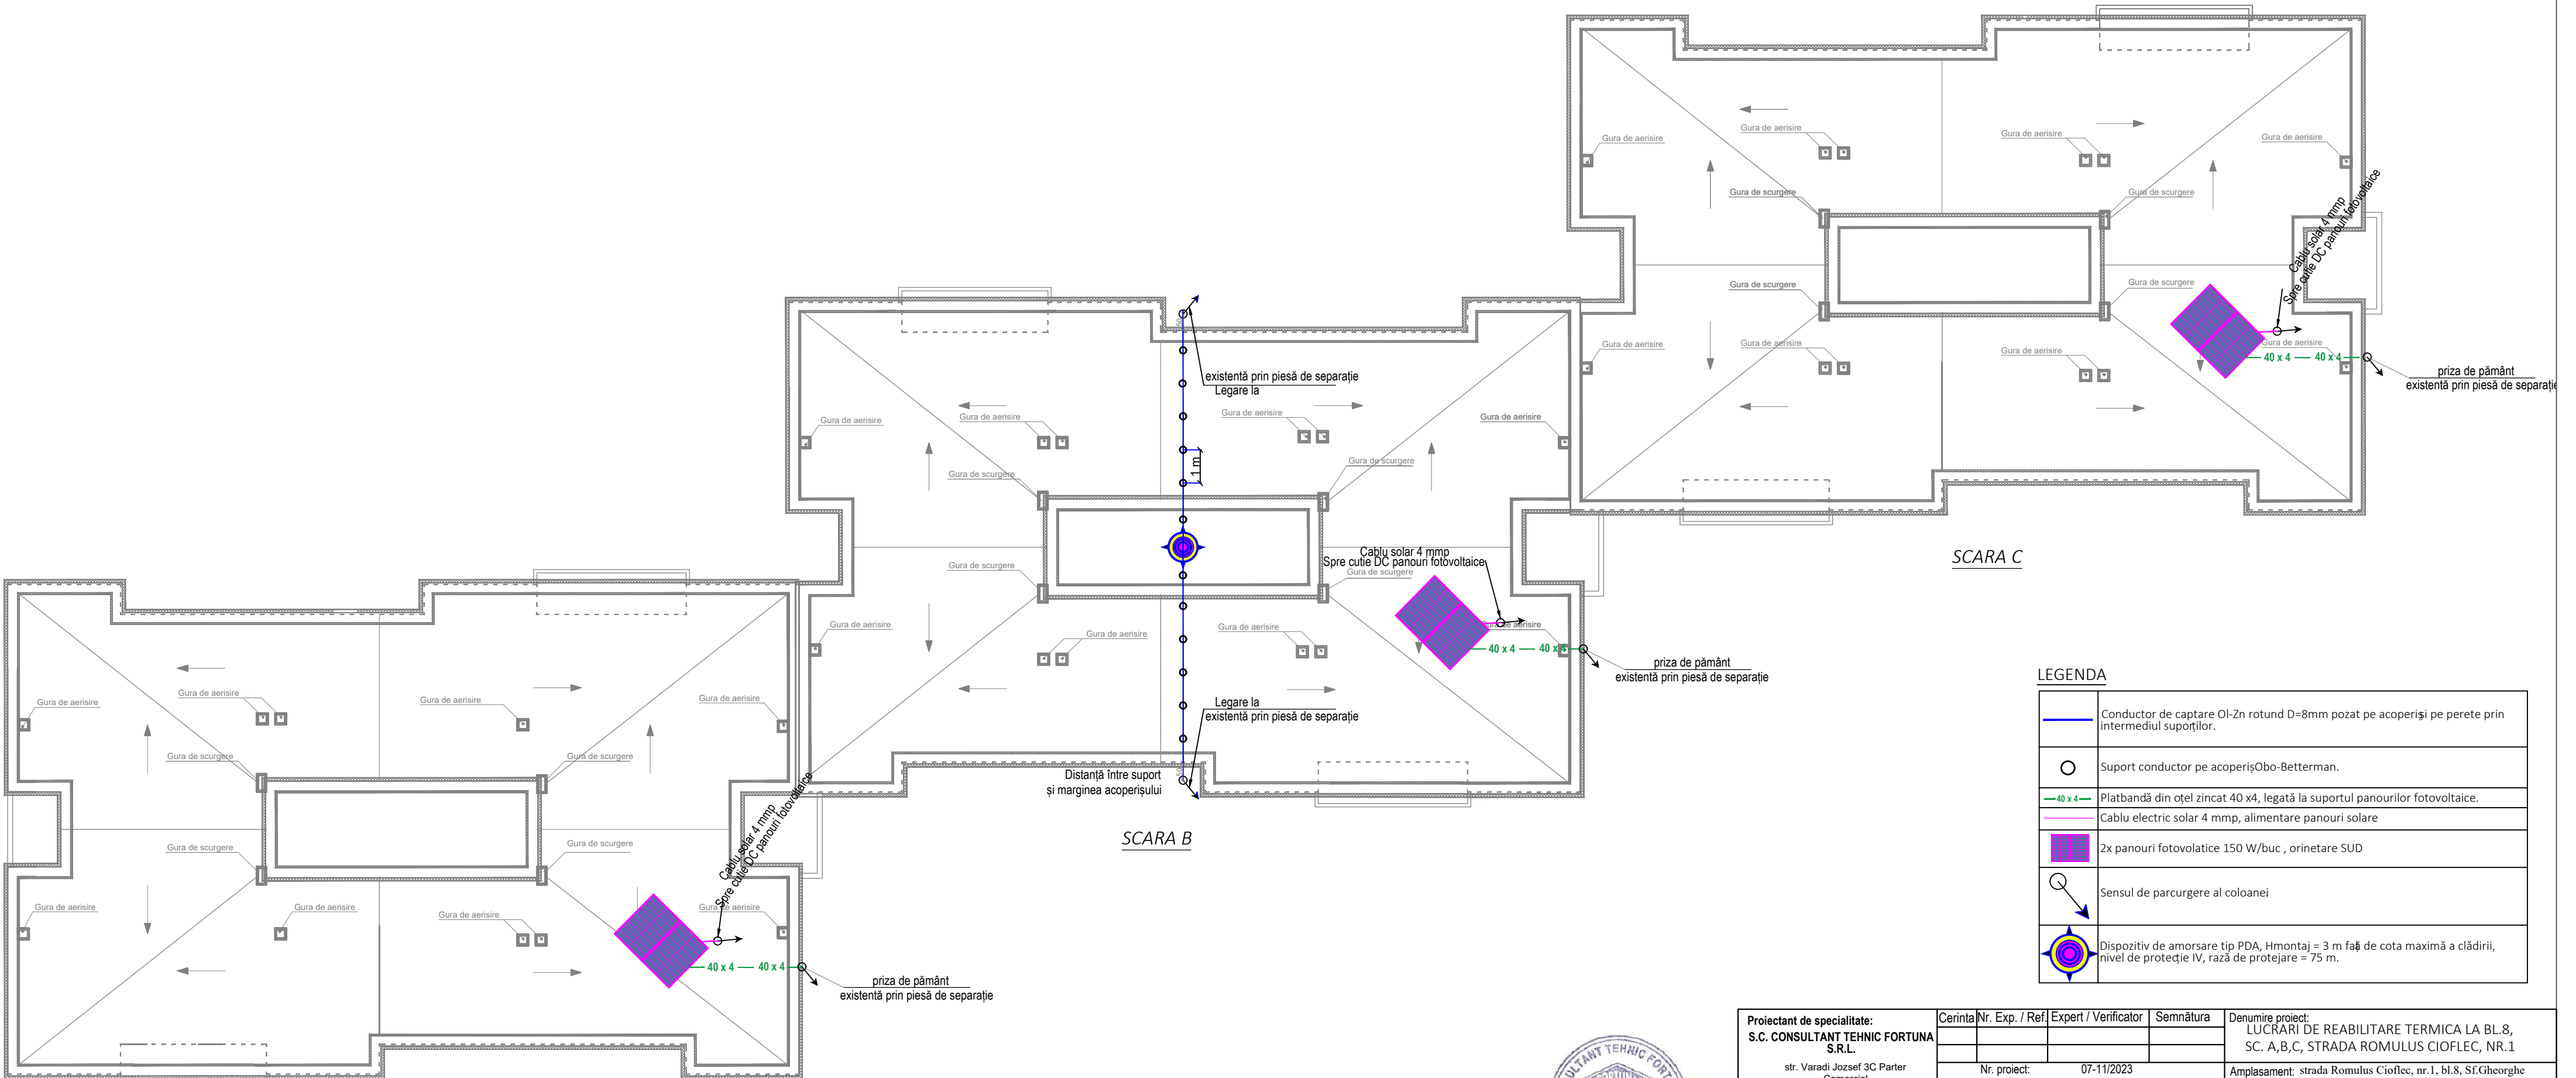 Gura de aerisire
Gura de aerisire
Gura de aerisire
Gura de aerisire
Gura de scurgere
Gura de scurgere
Cablu solar 4 mmp
Spre cutie DC panouri fotovoltaice
Gura de scurgere
Gura de scurgere
Gura de aerisire
Gura de aerisire
Gura de aerisire
Gura de aerisire
40 x 4
40 x 4
priza de pământ
existentă prin piesă de separație
SCARA C
existentă prin piesă de separație
Legare la
Gura de aerisire
Gura de aerisire
Gura de aerisire
Gura de aerisire
1 m
Gura de scurgere
Gura de scurgere
Cablu solar 4 mmp
Spre cutie DC panouri fotovoltaice
Gura de scurgere
Gura de scurgere
Gura de aerisire
Gura de aerisire
Gura de aerisire
Gura de aerisire
40 x 4
40 x 4
priza de pământ
existentă prin piesă de separație
Legare la
existentă prin piesă de separație
Distanță între suport
și marginea acoperișului
50
50
SCARA B
Gura de aerisire
Gura de aerisire
Gura de aerisire
Gura de aerisire
Gura de scurgere
Gura de scurgere
Cablu solar 4 mmp
Spre cutie DC panouri fotovoltaice
Gura de scurgere
Gura de scurgere
Gura de aerisire
Gura de aerisire
Gura de aerisire
Gura de aerisire
40 x 4
40 x 4
priza de pământ
existentă prin piesă de separație
LEGENDA
Conductor de captare Ol-Zn rotund D=8mm pozat pe acoperiș și pe perete prin
intermediul suporților.
Suport conductor pe acoperișObo-Betterman.
40 x 4
Platbandă din oțel zincat 40 x4, legată la suportul panourilor fotovoltaice.
Cablu electric solar 4 mmp, alimentare panouri solare
2x panouri fotovolatice 150 W/buc , orinetare SUD
Sensul de parcurgere al coloanei
Dispozitiv de amorsare tip PDA, Hmontaj = 3 m față de cota maximă a clădirii,
nivel de protecție IV, rază de protejare = 75 m.
Proiectant de specialitate:
S.C. CONSULTANT TEHNIC FORTUNA
S.R.L.
str. Varadi Jozsef 3C Parter
Comercial
Cerinta
Nr. Exp. / Ref.
Expert / Verificator
Semnătura
Nr. proiect:
07-11/2023
Denumire proiect:
LUCRARI DE REABILITARE TERMICA LA BL.8,
SC. A,B,C, STRADA ROMULUS CIOFLEC, NR.1
Amplasament: strada Romulus Cioflec, nr.1, bl.8, Sf.Gheorghe